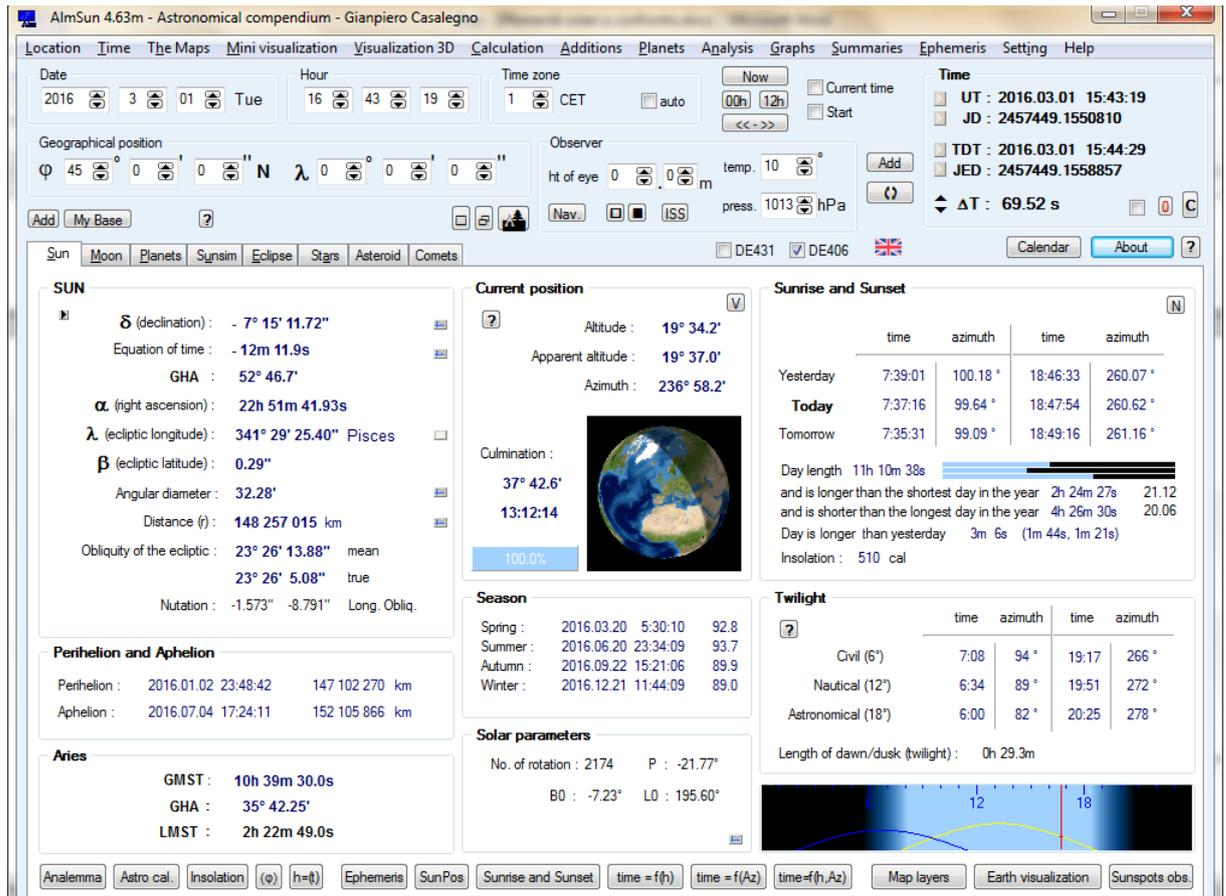 AlmSun 4.63m - Astronomical compendium - Gianpiero Casalegno
Location Time The Maps Mini visualization Visualization 3D Calculation Additions Planets Analysis Graphs Summaries Ephemeris Setting Help
Date
2016 3 01 Tue
Hour
16 43 19
Time zone
1 CET auto
Now
00h 12h
<< - >>
Current time
Start
Time
UT : 2016.03.01 15:43:19
JD : 2457449.1550810
TDT : 2016.03.01 15:44:29
JED : 2457449.1558857
ΔT : 69.52 s 0 C
Geographical position
φ 45 ° 0 ' 0 " N λ 0 ° 0 ' 0 "
Observer
ht of eye 0 . 0 m
temp. 10 °
press. 1013 hPa
Nav. ISS
Add
Add My Base ?
Sun Moon Planets Sunsim Eclipse Stars Asteroid Comets
DE431 DE406
Calendar About ?
SUN
δ (declination) : - 7° 15' 11.72"
Equation of time : - 12m 11.9s
GHA : 52° 46.7'
α (right ascension) : 22h 51m 41.93s
λ (ecliptic longitude) : 341° 29' 25.40" Pisces
β (ecliptic latitude) : 0.29"
Angular diameter : 32.28'
Distance (r) : 148 257 015 km
Obliquity of the ecliptic : 23° 26' 13.88" mean
23° 26' 5.08" true
Nutation : -1.573" -8.791" Long. Obliq.
Perihelion and Aphelion
Perihelion : 2016.01.02 23:48:42 147 102 270 km
Aphelion : 2016.07.04 17:24:11 152 105 866 km
Aries
GMST : 10h 39m 30.0s
GHA : 35° 42.25'
LMST : 2h 22m 49.0s
Current position
V
?
Altitude : 19° 34.2'
Apparent altitude : 19° 37.0'
Azimuth : 236° 58.2'
Culmination :
37° 42.6'
13:12:14
100.0%
Season
Spring : 2016.03.20 5:30:10 92.8
Summer : 2016.06.20 23:34:09 93.7
Autumn : 2016.09.22 15:21:06 89.9
Winter : 2016.12.21 11:44:09 89.0
Solar parameters
No. of rotation : 2174 P : -21.77°
B0 : -7.23° L0 : 195.60°
Sunrise and Sunset
N
time azimuth time azimuth
Yesterday 7:39:01 100.18 ° 18:46:33 260.07 °
Today 7:37:16 99.64 ° 18:47:54 260.62 °
Tomorrow 7:35:31 99.09 ° 18:49:16 261.16 °
Day length 11h 10m 38s
and is longer than the shortest day in the year 2h 24m 27s 21.12
and is shorter than the longest day in the year 4h 26m 30s 20.06
Day is longer than yesterday 3m 6s (1m 44s, 1m 21s)
Insolation : 510 cal
Twilight
?
time azimuth time azimuth
Civil (6°) 7:08 94 ° 19:17 266 °
Nautical (12°) 6:34 89 ° 19:51 272 °
Astronomical (18°) 6:00 82 ° 20:25 278 °
Length of dawn/dusk (twilight) : 0h 29.3m
6 12 18
Analemma Astro cal. Insolation (φ) h=(t) Ephemeris SunPos Sunrise and Sunset time = f(h) time = f(Az) time=f(h,Az) Map layers Earth visualization Sunspots obs.